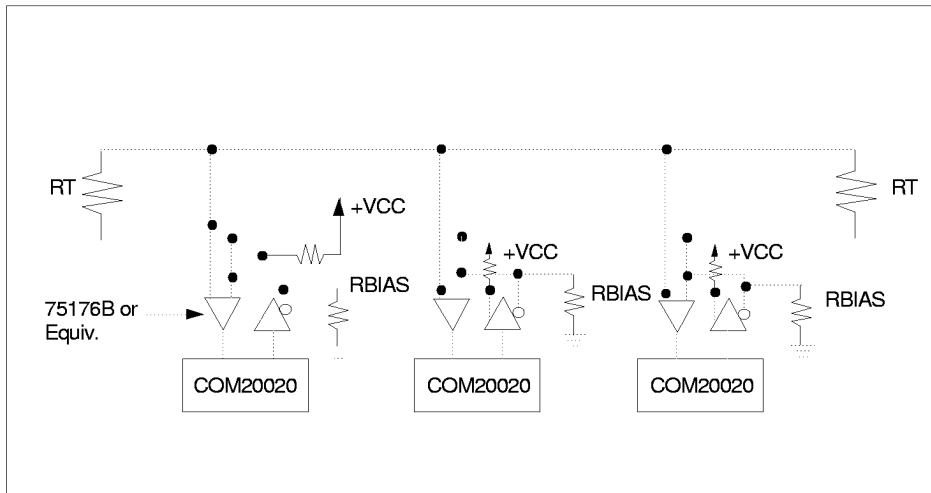 RT
RT
+VCC
+VCC
+VCC
RBIAS
RBIAS
RBIAS
75176B or
Equiv.
COM20020
COM20020
COM20020